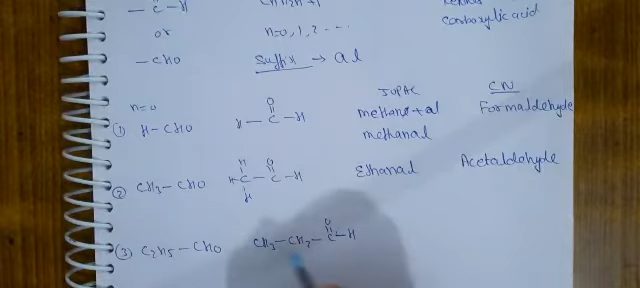 — C — H
or
n=0, 1, 2 - - -
carboxylic acid
— CHO
Suffix → al
n=0
IUPAC
CN
O
① H — CHO
H — C — H
methane + al
Formaldehyde
methanal
H O
② CH₃ — CHO
H — C — C — H
H
Ethanal
Acetaldehyde
O
③ C₂H₅ — CHO
CH₃ — CH₂ — C — H